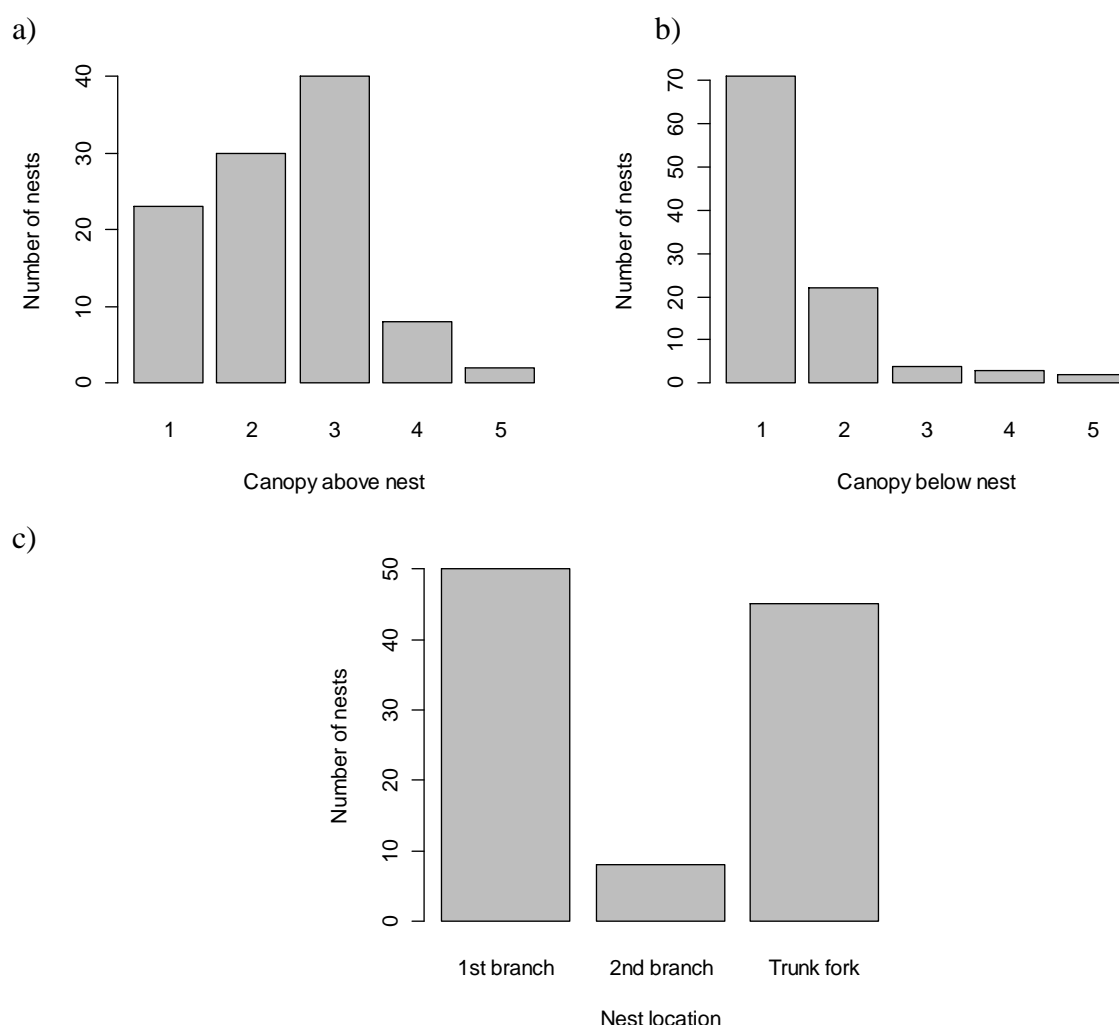 a)
40
30
20
10
0
Number of nests
1 2 3 4 5
Canopy above nest
b)
70
60
50
40
30
20
10
0
Number of nests
1 2 3 4 5
Canopy below nest
c)
50
40
30
20
10
0
Number of nests
1st branch 2nd branch Trunk fork
Nest location